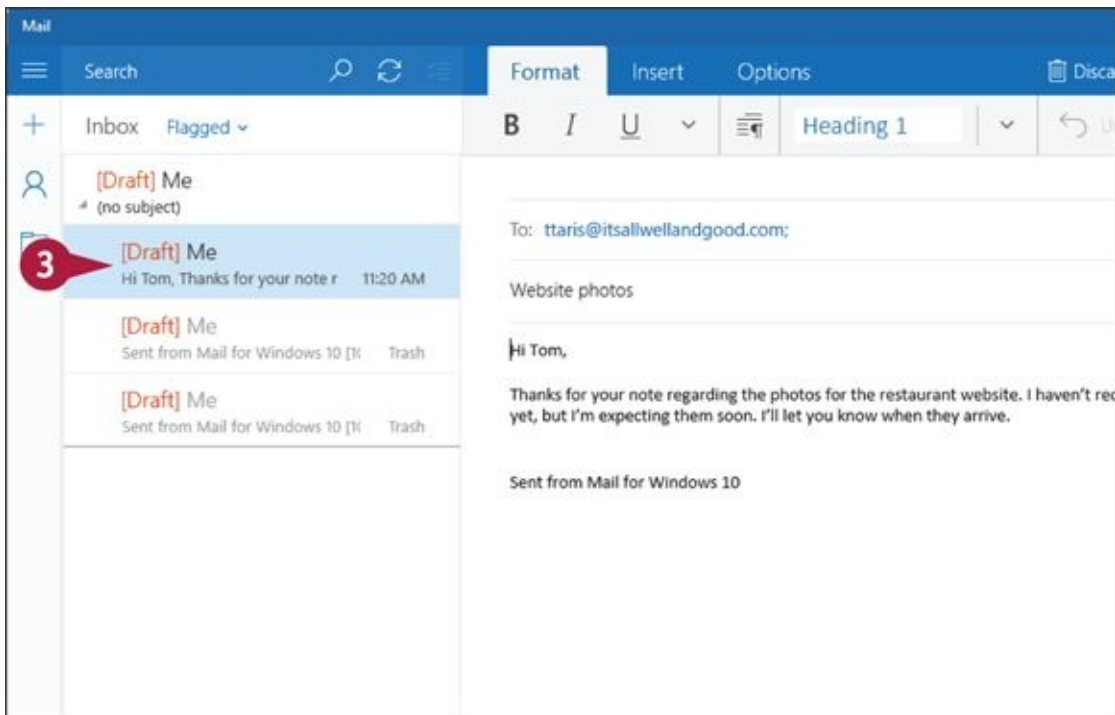 Mail
Search
Format Insert Options
Inbox Flagged
B I U Heading 1
[Draft] Me
(no subject)
3
[Draft] Me
Hi Tom, Thanks for your note r 11:20 AM
[Draft] Me
Sent from Mail for Windows 10 Trash
[Draft] Me
Sent from Mail for Windows 10 Trash
To: ttaris@itsallwellandgood.com;
Website photos
Hi Tom,
Thanks for your note regarding the photos for the restaurant website. I haven't
yet, but I'm expecting them soon. I'll let you know when they arrive.
Sent from Mail for Windows 10